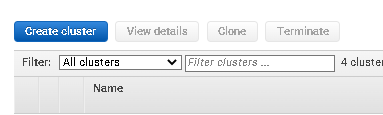 Create cluster View details Clone Terminate
Filter: All clusters Filter clusters ... 4 cluster
Name